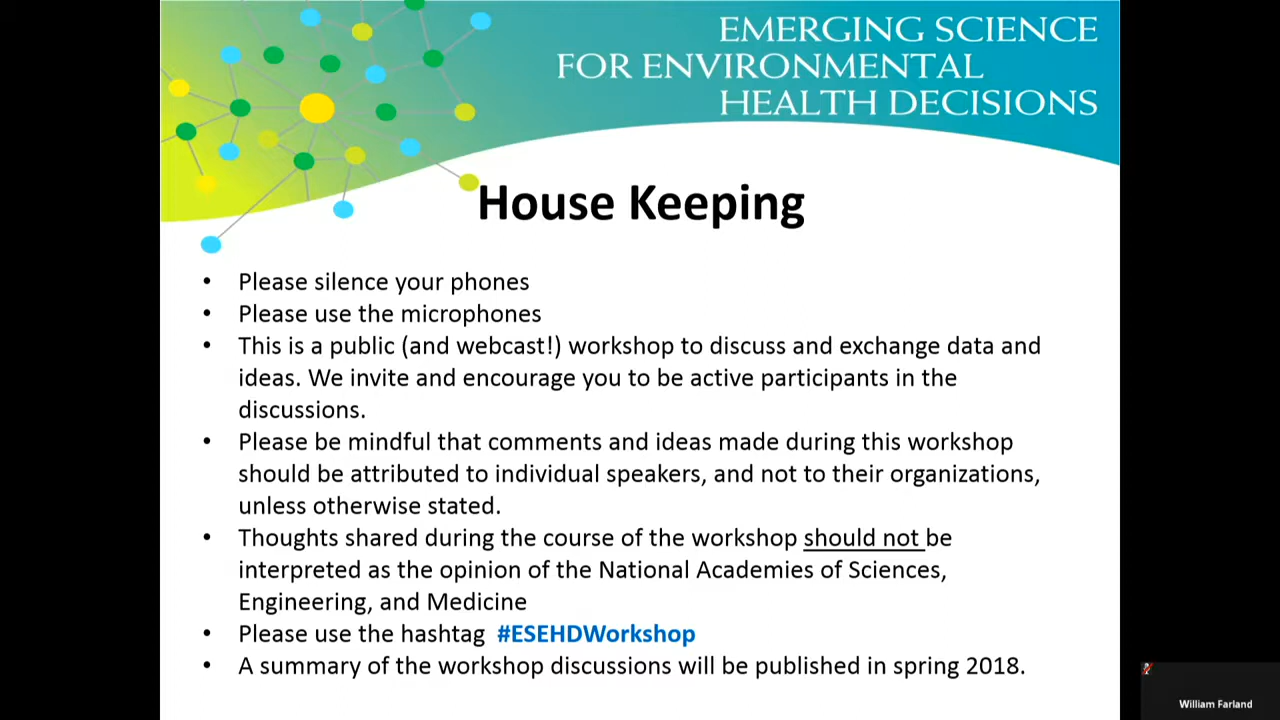 EMERGING SCIENCE
FOR ENVIRONMENTAL
HEALTH DECISIONS
House Keeping
• Please silence your phones
• Please use the microphones
• This is a public (and webcast!) workshop to discuss and exchange data and
ideas. We invite and encourage you to be active participants in the
discussions.
• Please be mindful that comments and ideas made during this workshop
should be attributed to individual speakers, and not to their organizations,
unless otherwise stated.
• Thoughts shared during the course of the workshop should not be
interpreted as the opinion of the National Academies of Sciences,
Engineering, and Medicine
• Please use the hashtag #ESEHDWorkshop
• A summary of the workshop discussions will be published in spring 2018.
William Farland